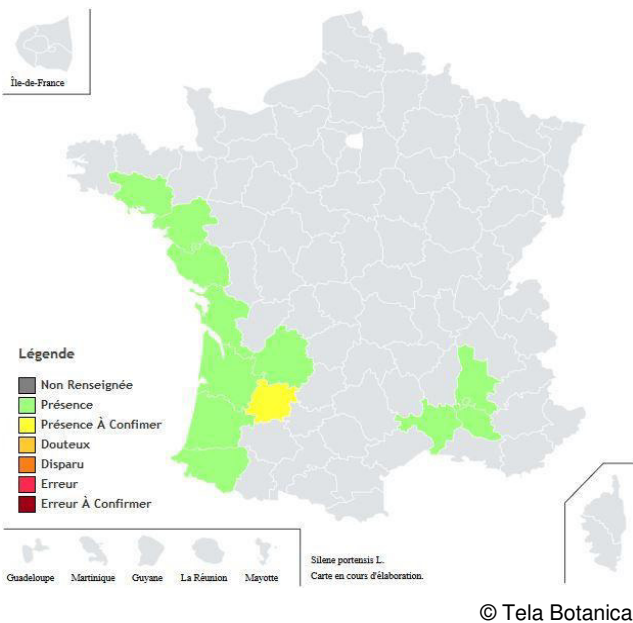 Île-de-France
Légende
Non Renseignée
Présence
Présence À Confimer
Douteux
Disparu
Erreur
Erreur À Confirmer
Guadeloupe Martinique Guyane La Réunion Mayotte
Silene portensis L.
Carte en cours d'élaboration.
© Tela Botanica